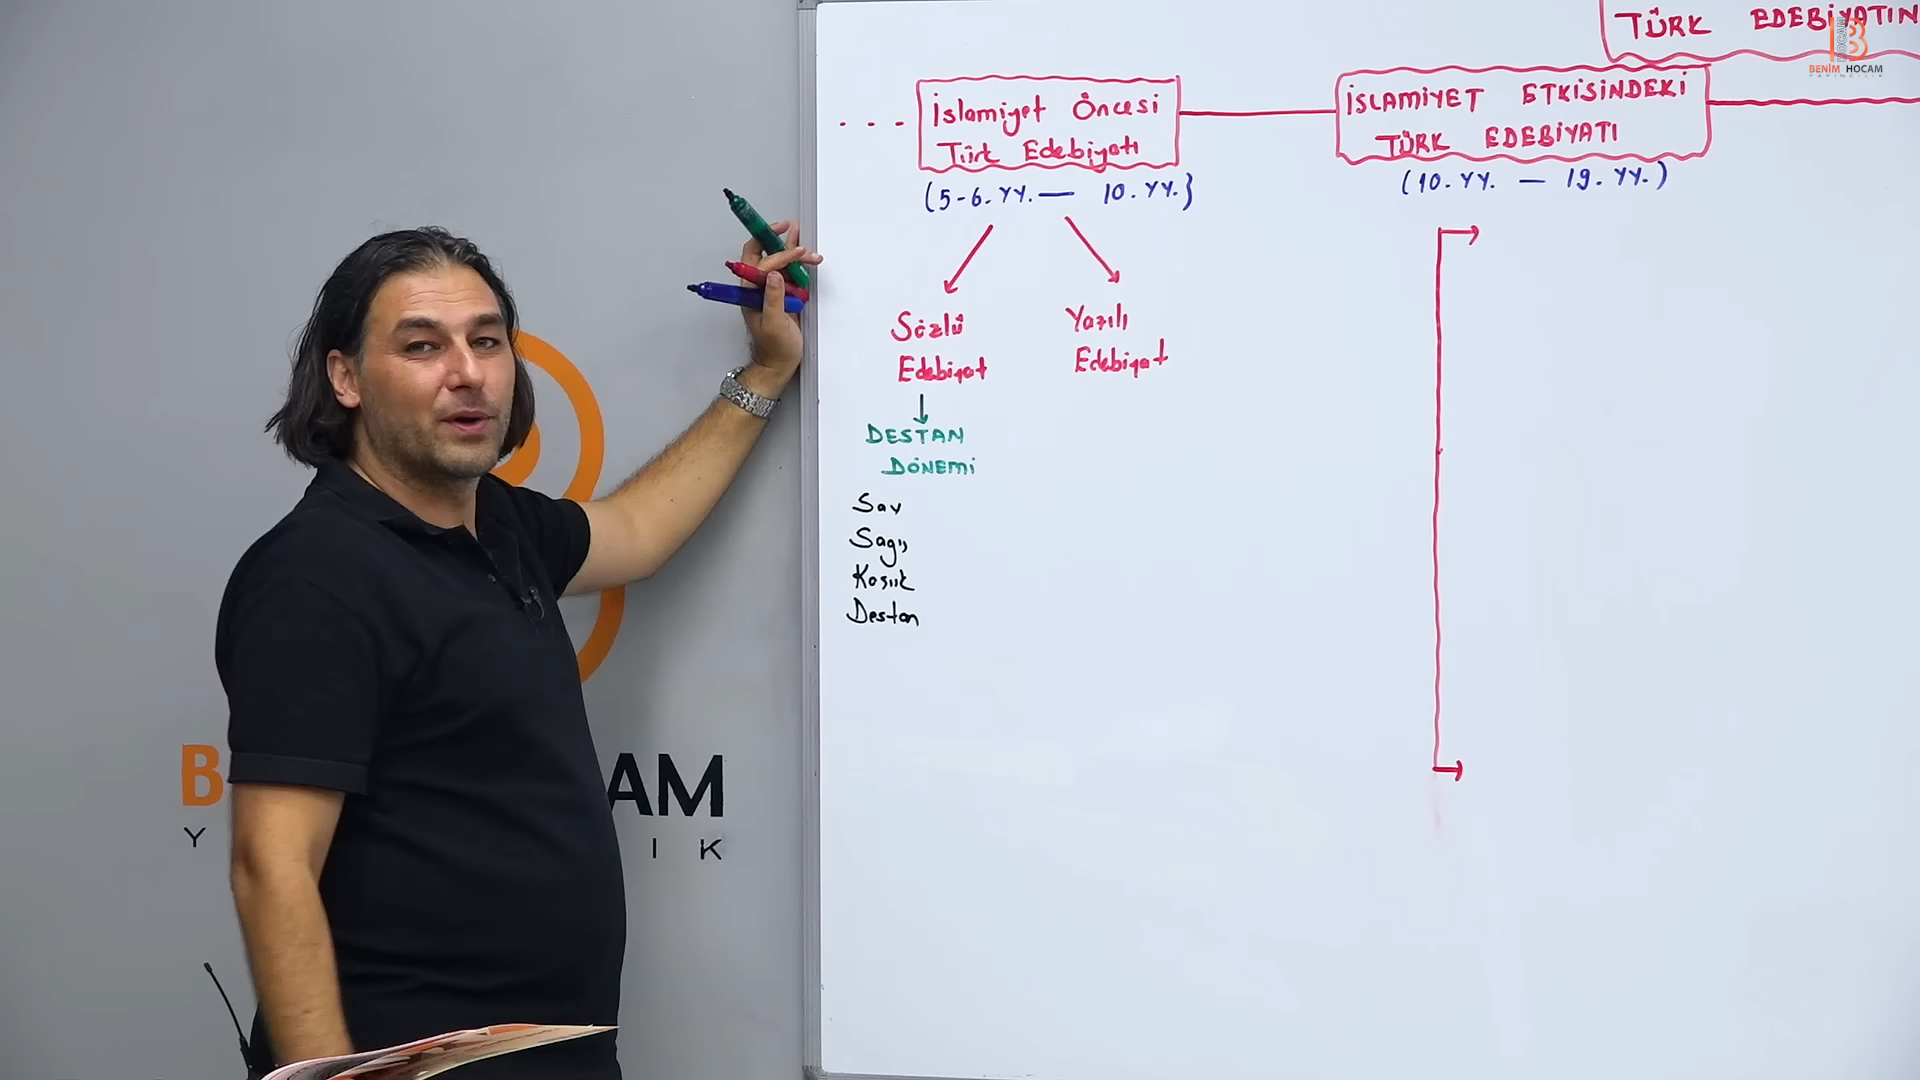 TÜRK EDEBİYATIN
BENİM HOCAM
YAYINCILIK
. . . İslamiyet Öncesi
Türk Edebiyatı
(5-6. YY. — 10. YY.)
İSLAMİYET ETKİSİNDEKİ
TÜRK EDEBİYATI
(10. YY. — 19. YY.)
Sözlü
Edebiyat
Yazılı
Edebiyat
DESTAN
DÖNEMİ
Sav
Sagu
Koşuk
Destan
B AM
Y I K